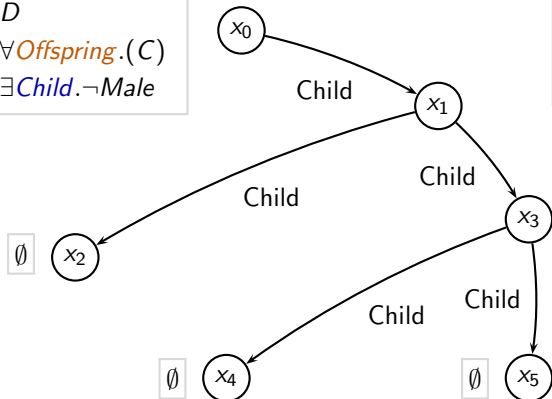 D
∀Offspring.(C)
∃Child.¬Male
x₀
Child
x₁
Child
Child
x₃
∅ x₂
Child
Child
∅ x₄
∅ x₅